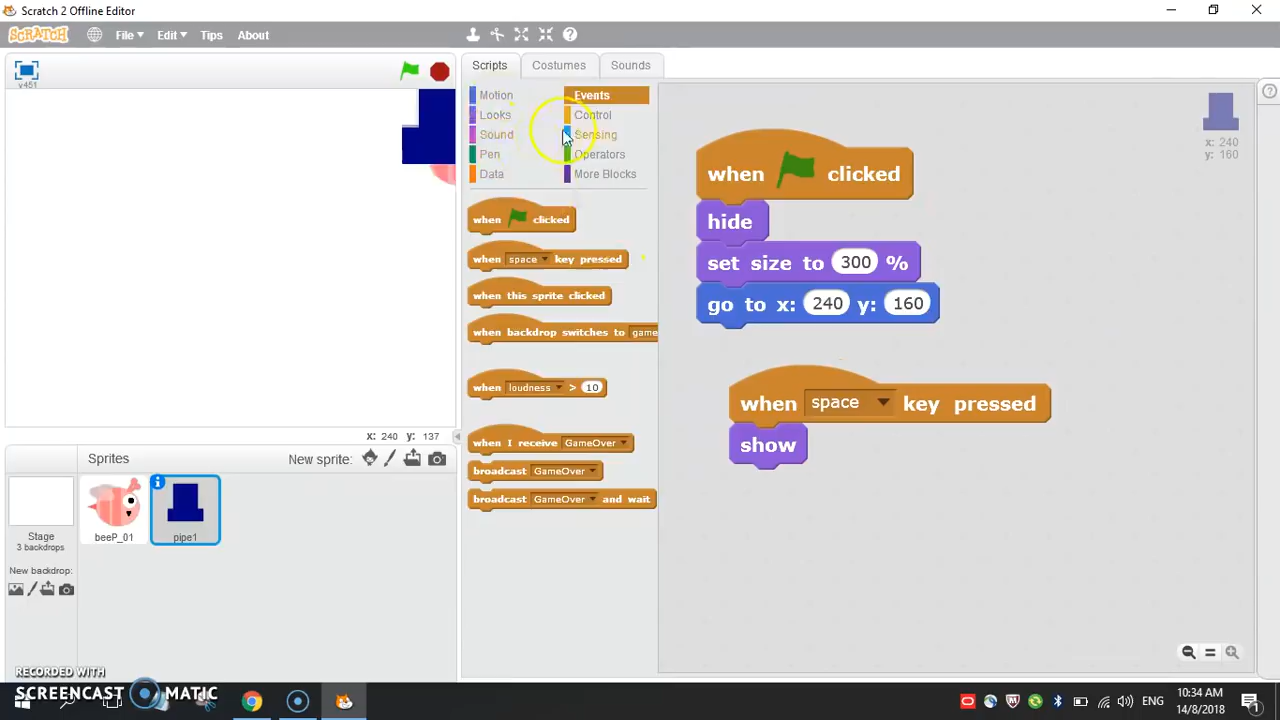 Scratch 2 Offline Editor
SCRATCH File Edit Tips About
v451
Scripts Costumes Sounds
Motion Events
Looks Control
Sound Sensing
Pen Operators
Data More Blocks
when clicked
when space key pressed
when this sprite clicked
when backdrop switches to game
when loudness > 10
when I receive GameOver
broadcast GameOver
broadcast GameOver and wait
when clicked
hide
set size to 300 %
go to x: 240 y: 160
when space key pressed
show
x: 240
y: 160
x: 240 y: 137
Sprites New sprite:
Stage
3 backdrops
New backdrop:
beeP_01
pipe1
RECORDED WITH
SCREENCAST MATIC
ENG
10:34 AM
14/8/2018
1